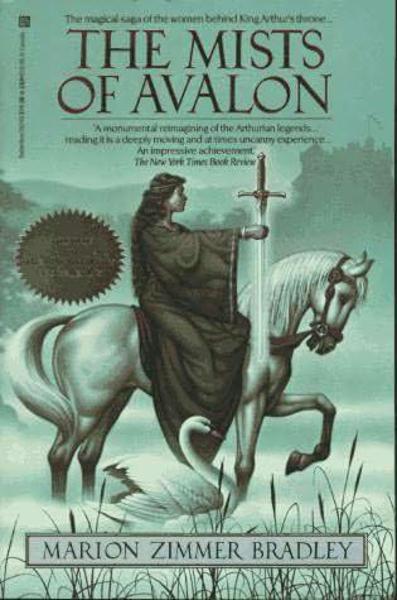 The magical saga of the women behind King Arthur's throne...
THE MISTS
OF AVALON
"A monumental reimagining of the Arthurian legends...
reading it is a deeply moving and at times uncanny experience...
An impressive achievement."
The New York Times Book Review
MARION ZIMMER BRADLEY